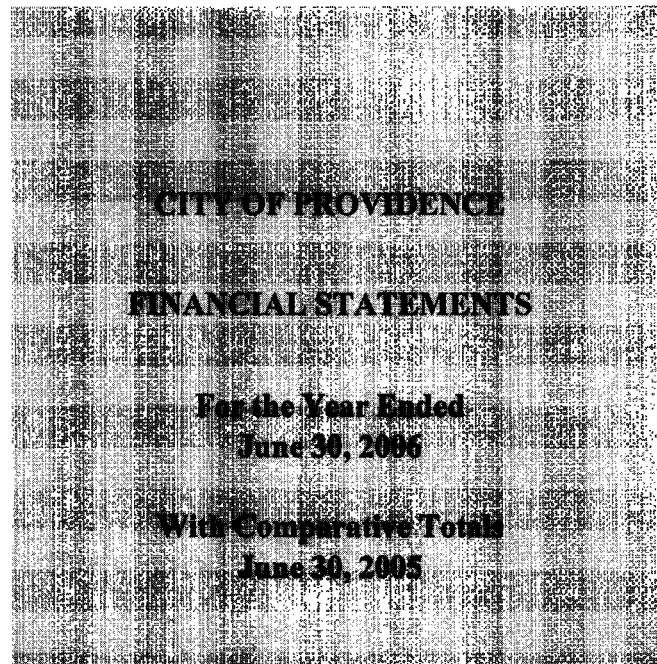 CITY OF PROVIDENCE
FINANCIAL STATEMENTS
For the Year Ended
June 30, 2006
With Comparative Totals
June 30, 2005